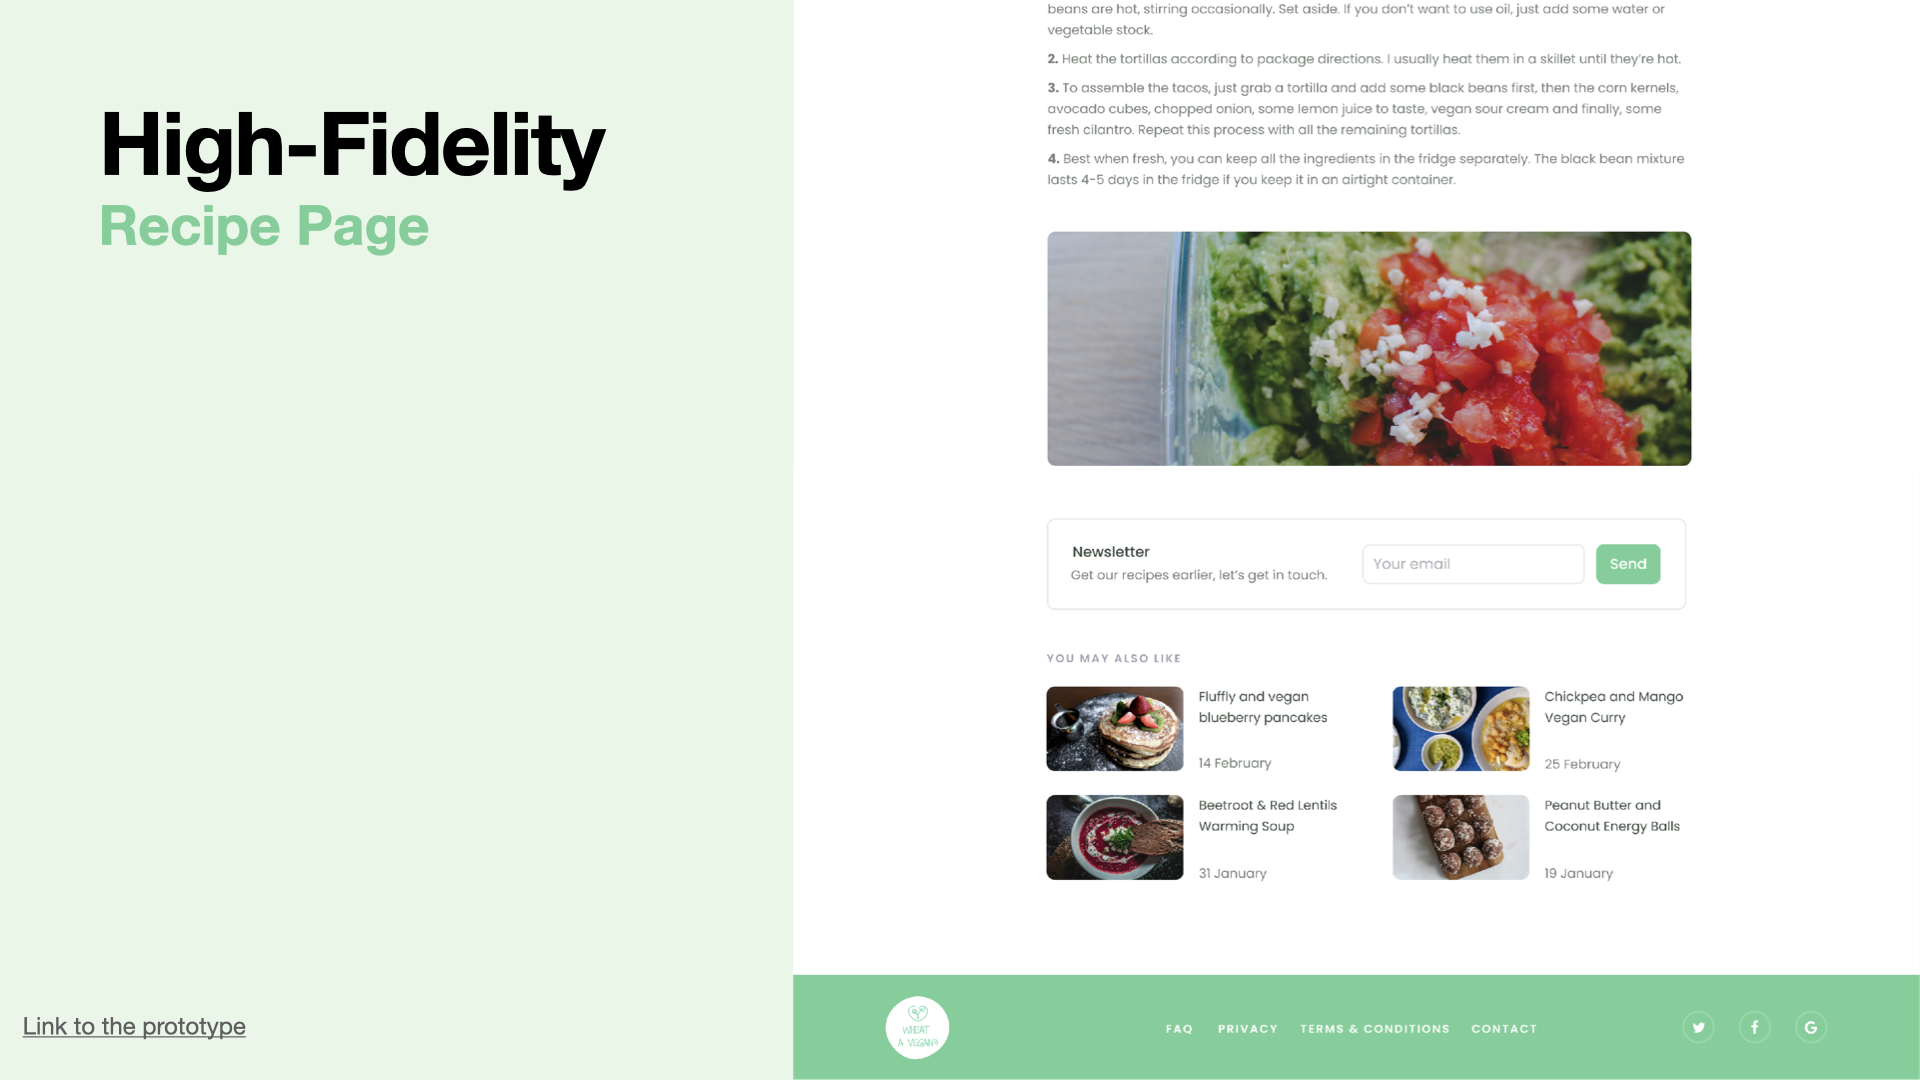 High-Fidelity
Recipe Page
Link to the prototype
beans are hot, stirring occasionally. Set aside. If you don't want to use oil, just add some water or
vegetable stock.
2. Heat the tortillas according to package directions. I usually heat them in a skillet until they're hot.
3. To assemble the tacos, just grab a tortilla and add some black beans first, then the corn kernels,
avocado cubes, chopped onion, some lemon juice to taste, vegan sour cream and finally, some
fresh cilantro. Repeat this process with all the remaining tortillas.
4. Best when fresh, you can keep all the ingredients in the fridge separately. The black bean mixture
lasts 4-5 days in the fridge if you keep it in an airtight container.
Newsletter
Get our recipes earlier, let's get in touch.
Your email
Send
YOU MAY ALSO LIKE
Fluffly and vegan
blueberry pancakes
14 February
Chickpea and Mango
Vegan Curry
25 February
Beetroot & Red Lentils
Warming Soup
31 January
Peanut Butter and
Coconut Energy Balls
19 January
WHEAT
A VEGAN?!
FAQ PRIVACY TERMS & CONDITIONS CONTACT